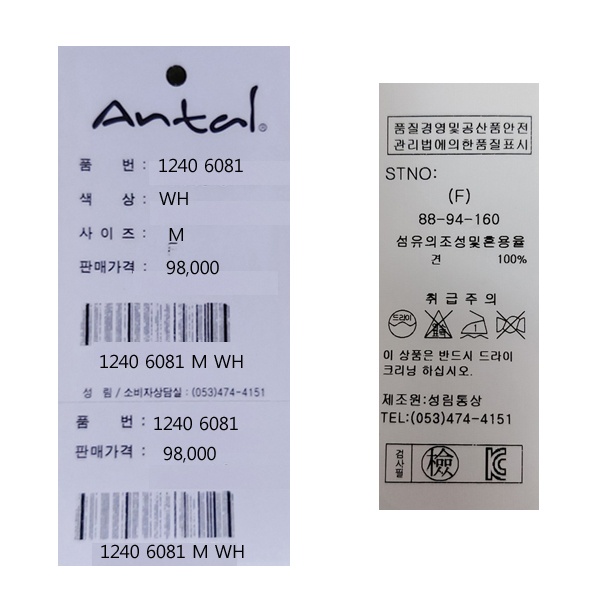 Antal®
품 번 : 1240 6081
색 상 : WH
사 이 즈 : M
판매가격 : 98,000
1240 6081 M WH
성 림 / 소비자상담실 : (053)474-4151
품 번 : 1240 6081
판매가격 : 98,000
1240 6081 M WH
품질경영및공산품안전
관리법에의한품질표시
STNO:
(F)
88-94-160
섬유의조성및혼용율
견 100%
취 급 주 의
드라이
이 상품은 반드시 드라이
크리닝 하십시오.
제조원:성림통상
TEL:(053)474-4151
검사필
檢